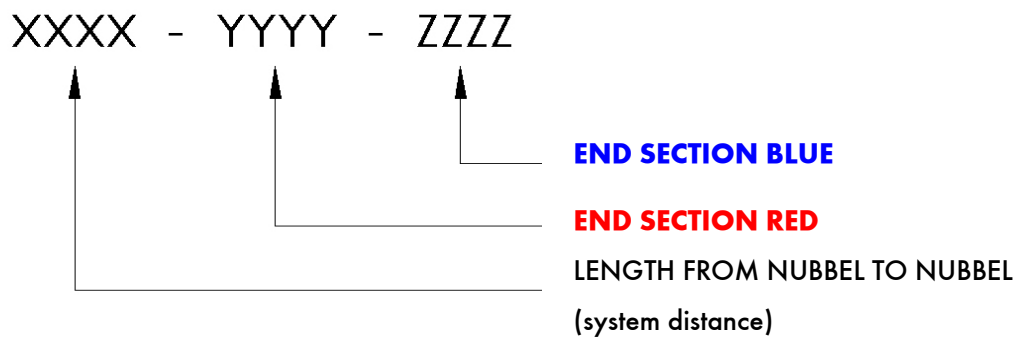 XXXX - YYYY - ZZZZ
END SECTION BLUE
END SECTION RED
LENGTH FROM NUBBEL TO NUBBEL
(system distance)